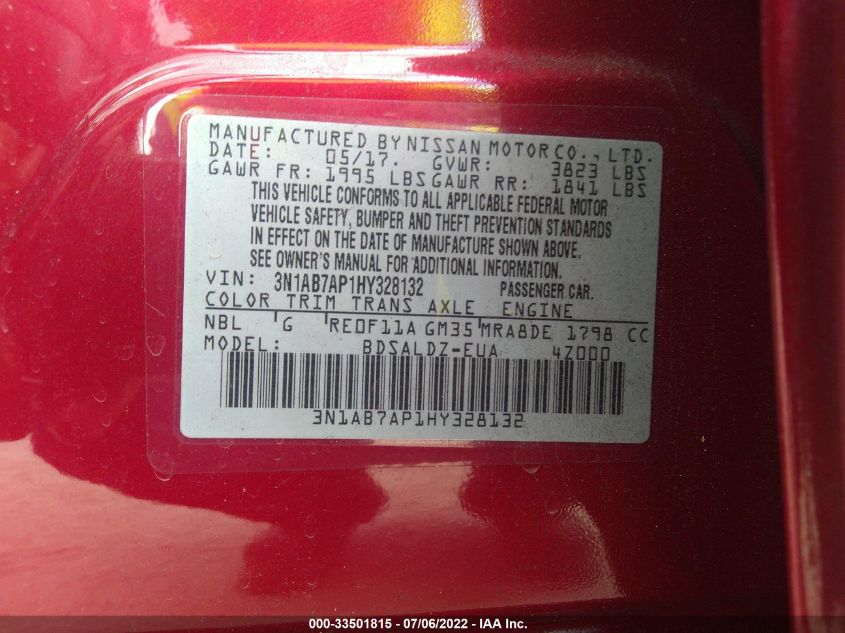 MANUFACTURED BY NISSAN MOTOR CO., LTD.
DATE: 05/17. GVWR: 3823 LBS
GAWR FR: 1995 LBS GAWR RR: 1841 LBS
THIS VEHICLE CONFORMS TO ALL APPLICABLE FEDERAL MOTOR
VEHICLE SAFETY, BUMPER AND THEFT PREVENTION STANDARDS
IN EFFECT ON THE DATE OF MANUFACTURE SHOWN ABOVE.
SEE OWNER'S MANUAL FOR ADDITIONAL INFORMATION.
VIN: 3N1AB7AP1HY328132 PASSENGER CAR.
COLOR TRIM TRANS AXLE ENGINE
NBL G RE0F11A GM35 MRA8DE 1798 CC
MODEL: BDSALDZ-EUA 4Z000
3N1AB7AP1HY328132
000-33501815 - 07/06/2022 - IAA Inc.